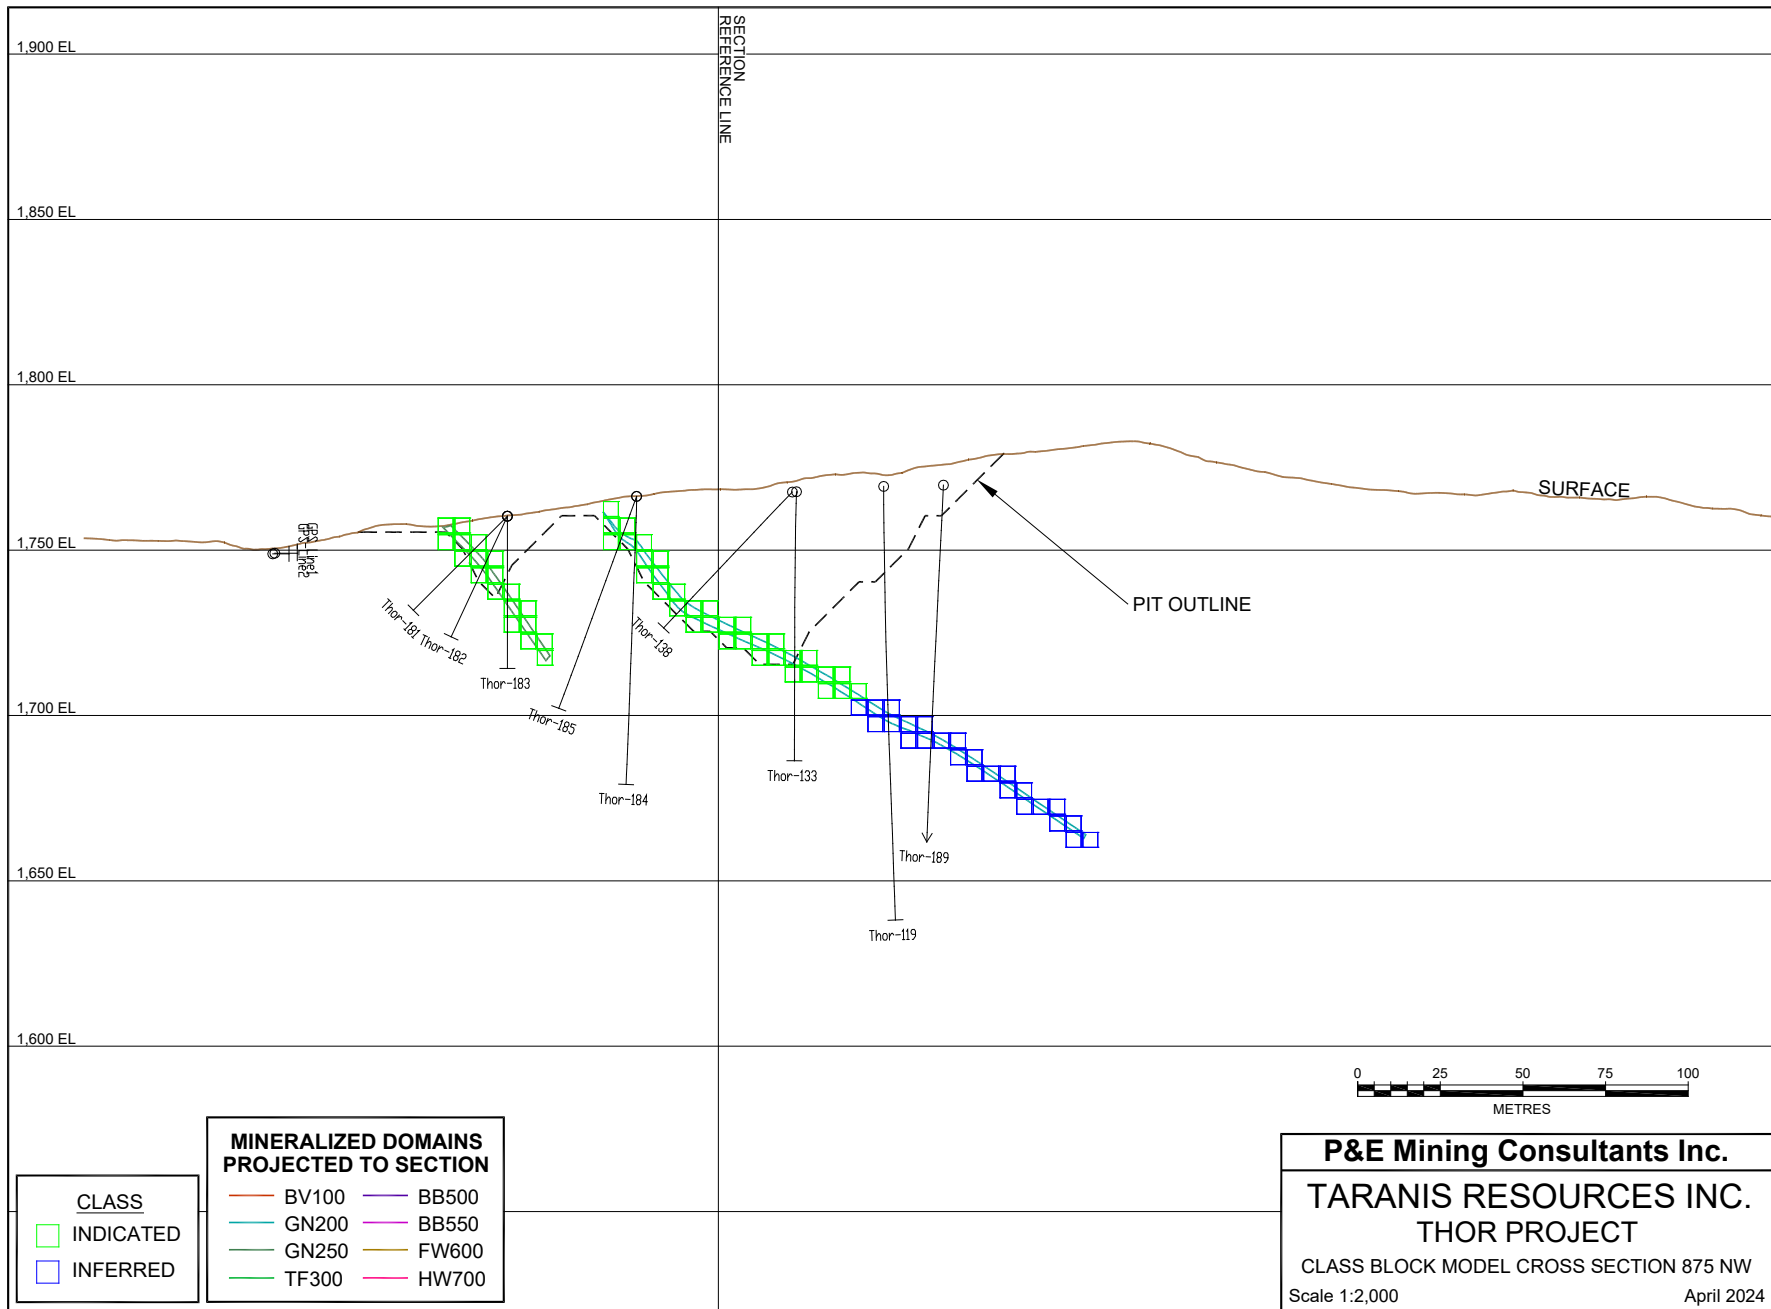 1,900 EL
SECTION
REFERENCE LINE
1,850 EL
1,800 EL
SURFACE
1,750 EL
GPS-Line1
GPS-Line2
PIT OUTLINE
Thor-181
Thor-182
Thor-183
Thor-185
Thor-138
1,700 EL
Thor-184
Thor-133
Thor-189
1,650 EL
Thor-119
1,600 EL
0 25 50 75 100
METRES
CLASS
INDICATED
INFERRED
MINERALIZED DOMAINS
PROJECTED TO SECTION
BV100 BB500
GN200 BB550
GN250 FW600
TF300 HW700
P&E Mining Consultants Inc.
TARANIS RESOURCES INC.
THOR PROJECT
CLASS BLOCK MODEL CROSS SECTION 875 NW
Scale 1:2,000 April 2024